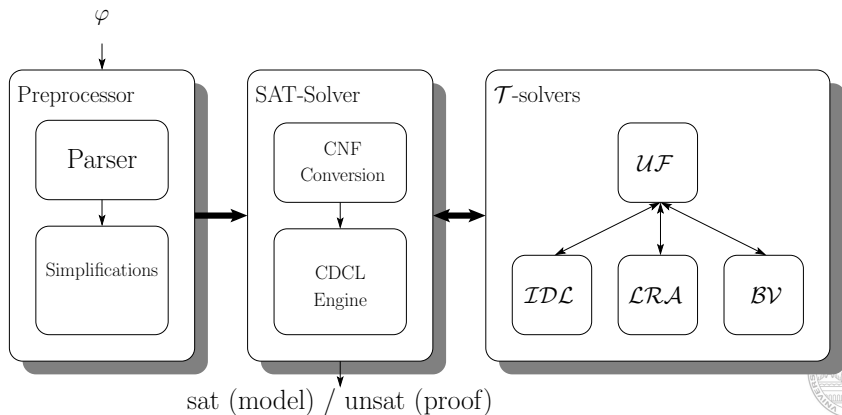 φ
Preprocessor
Parser
Simplifications
SAT-Solver
CNF
Conversion
CDCL
Engine
𝒯-solvers
𝒰ℱ
ℐ𝒟ℒ
ℒℛ𝒜
ℬ𝒱
sat (model) / unsat (proof)